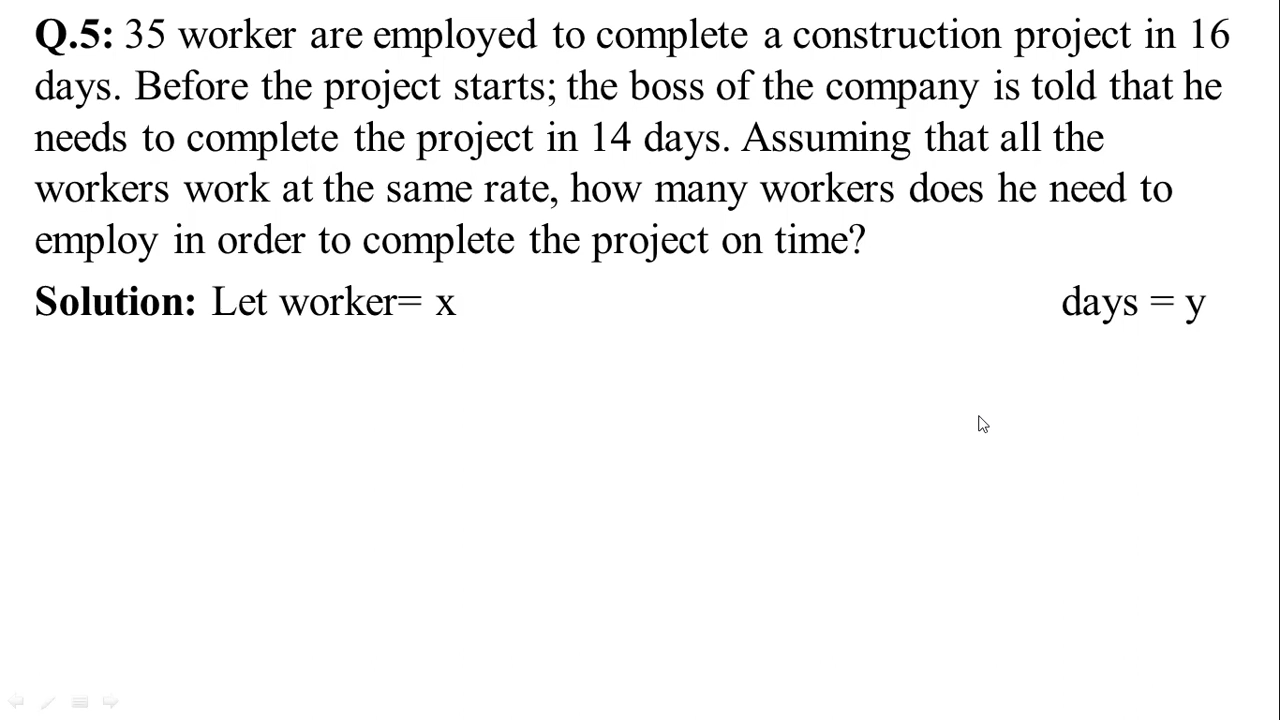 Q.5: 35 worker are employed to complete a construction project in 16
days. Before the project starts; the boss of the company is told that he
needs to complete the project in 14 days. Assuming that all the
workers work at the same rate, how many workers does he need to
employ in order to complete the project on time?
Solution: Let worker= x days = y